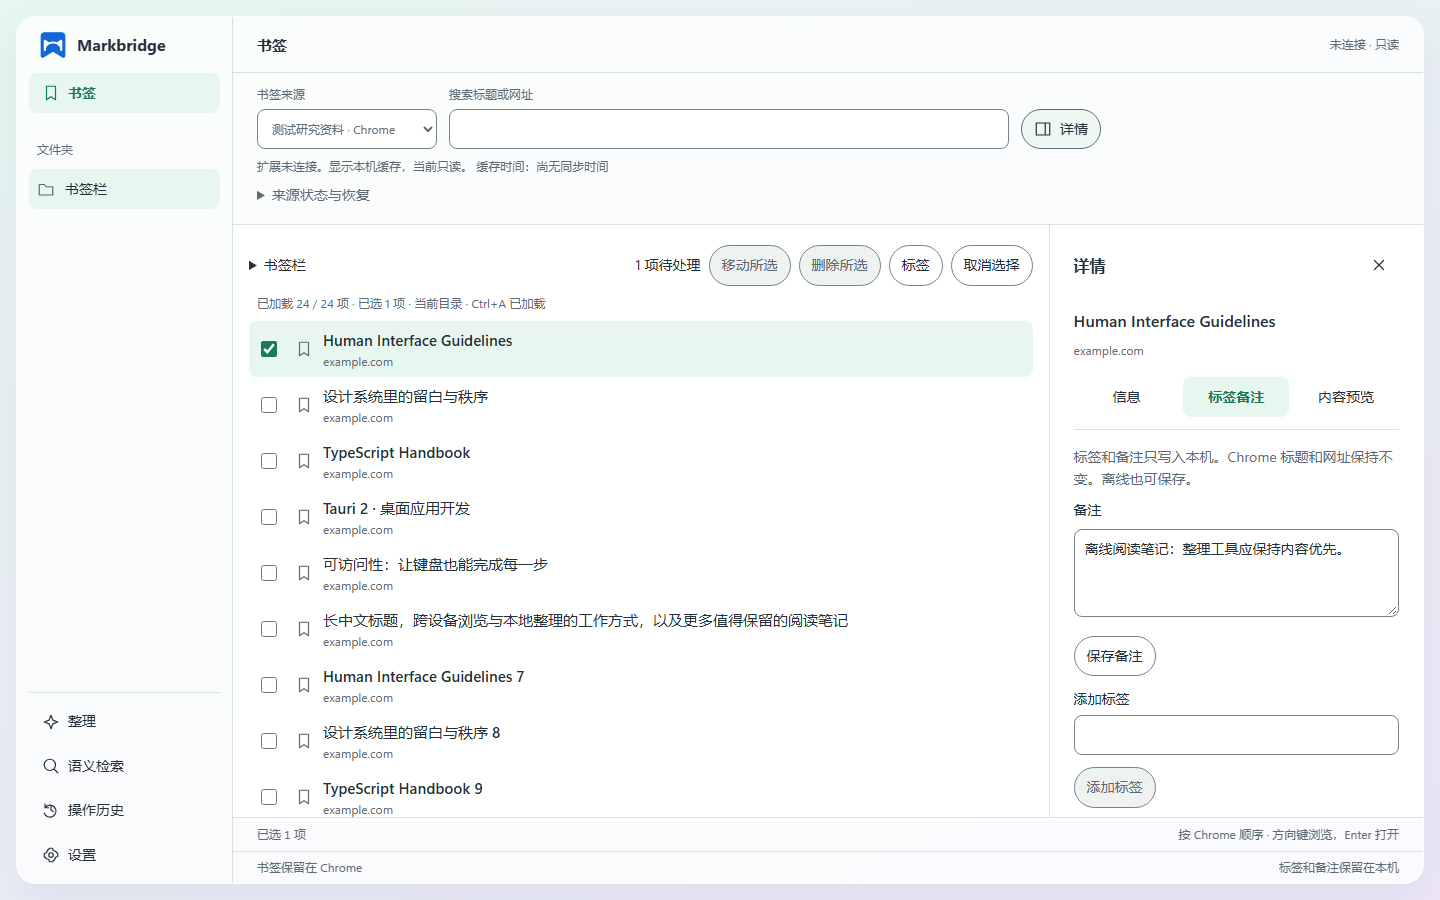 Markbridge
书签
文件夹
书签栏
整理
语义检索
操作历史
设置
书签
未连接 · 只读
书签来源
搜索标题或网址
测试研究资料 · Chrome
详情
扩展未连接。显示本机缓存，当前只读。 缓存时间：尚无同步时间
来源状态与恢复
书签栏
1 项待处理
移动所选
删除所选
标签
取消选择
已加载 24 / 24 项 · 已选 1 项 · 当前目录 · Ctrl+A 已加载
Human Interface Guidelines
example.com
设计系统里的留白与秩序
example.com
TypeScript Handbook
example.com
Tauri 2 · 桌面应用开发
example.com
可访问性：让键盘也能完成每一步
example.com
长中文标题，跨设备浏览与本地整理的工作方式，以及更多值得保留的阅读笔记
example.com
Human Interface Guidelines 7
example.com
设计系统里的留白与秩序 8
example.com
TypeScript Handbook 9
example.com
详情
Human Interface Guidelines
example.com
信息
标签备注
内容预览
标签和备注只写入本机。Chrome 标题和网址保持不
变。离线也可保存。
备注
离线阅读笔记：整理工具应保持内容优先。
保存备注
添加标签
添加标签
已选 1 项
按 Chrome 顺序 · 方向键浏览，Enter 打开
书签保留在 Chrome
标签和备注保留在本机